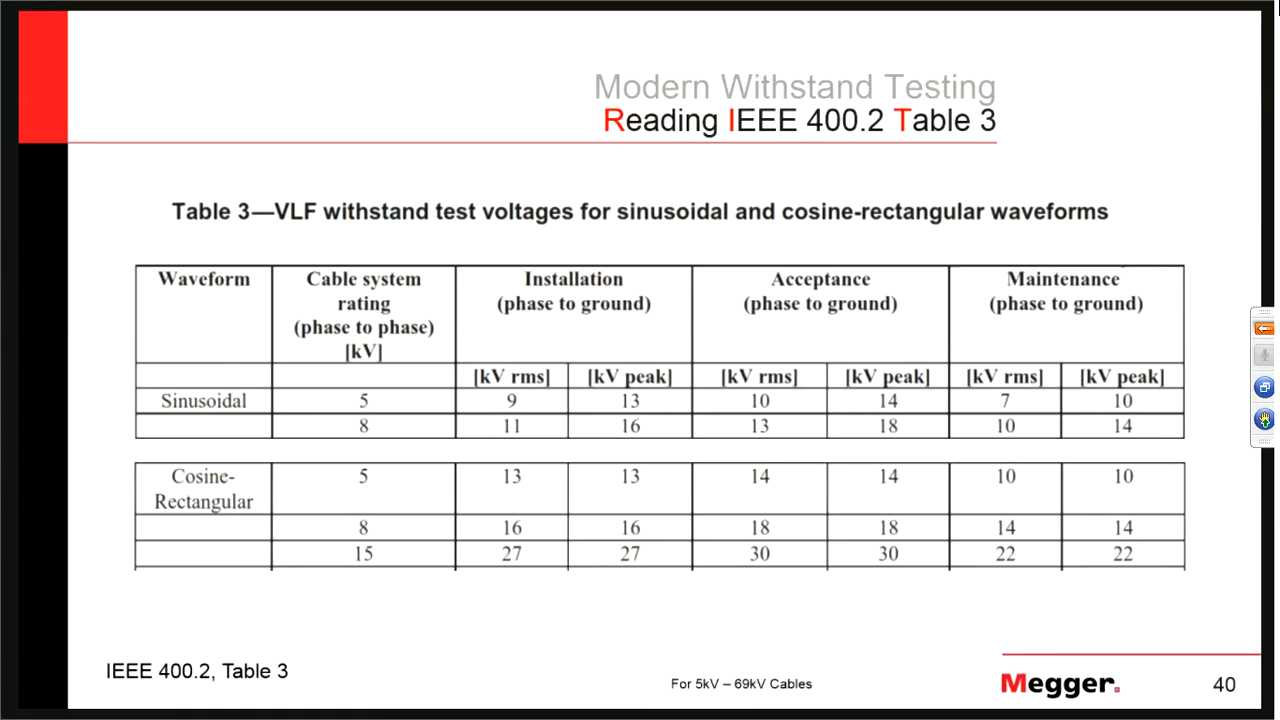 Modern Withstand Testing
Reading IEEE 400.2 Table 3
Table 3—VLF withstand test voltages for sinusoidal and cosine-rectangular waveforms
Waveform Cable system rating (phase to phase) [kV] Installation (phase to ground) Acceptance (phase to ground) Maintenance (phase to ground)
[kV rms] [kV peak] [kV rms] [kV peak] [kV rms] [kV peak]
Sinusoidal 5 9 13 10 14 7 10
8 11 16 13 18 10 14
Cosine-Rectangular 5 13 13 14 14 10 10
8 16 16 18 18 14 14
15 27 27 30 30 22 22
IEEE 400.2, Table 3
For 5kV – 69kV Cables
Megger.
40